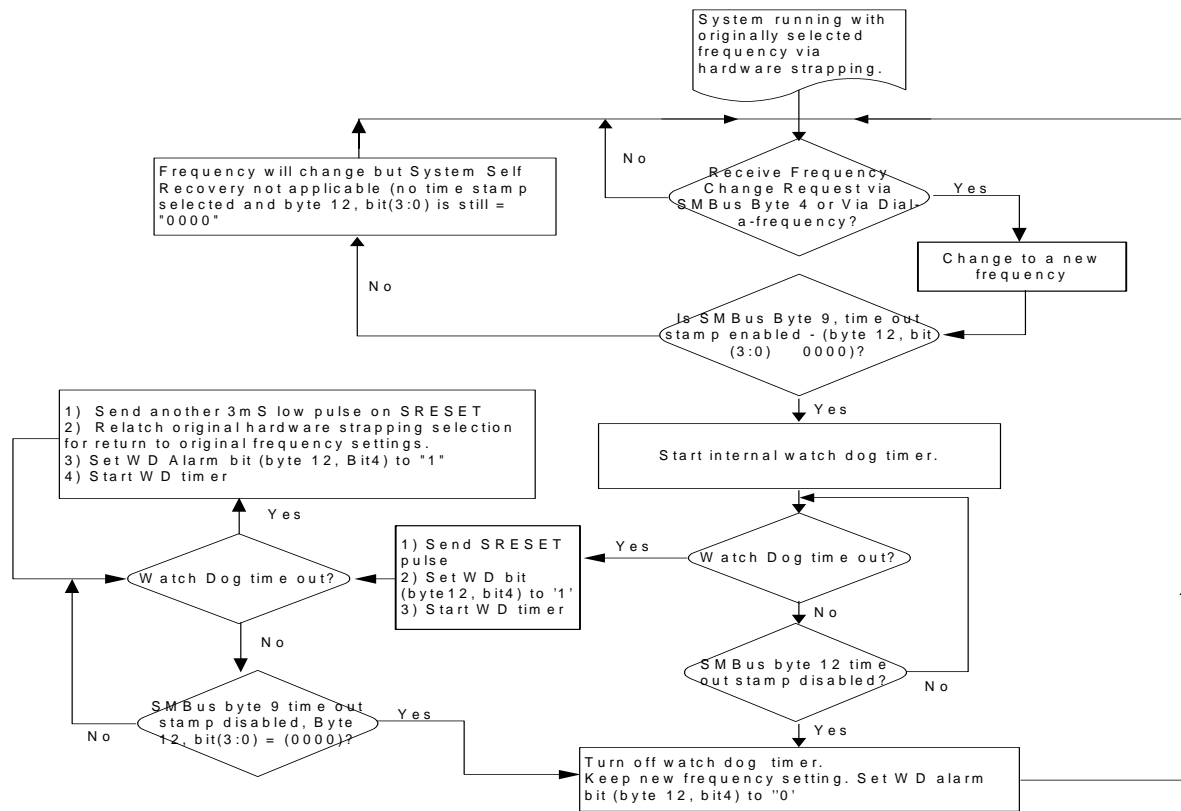 System running with
originally selected
frequency via
hardware strapping.
No
Receive Frequency
Change Request via
SMBus Byte 4 or Via Dial-
a-frequency?
Yes
Frequency will change but System Self
Recovery not applicable (no time stamp
selected and byte 12, bit(3:0) is still =
"0000"
Change to a new
frequency
No
Is SMBus Byte 9, time out
stamp enabled - (byte 12, bit
(3:0)    0000)?
Yes
1) Send another 3mS low pulse on SRESET
2) Relatch original hardware strapping selection
for return to original frequency settings.
3) Set WD Alarm bit (byte 12, Bit4) to "1"
4) Start WD timer
Start internal watch dog timer.
Yes
Watch Dog time out?
1) Send SRESET
pulse
2) Set WD bit
(byte12, bit4) to '1'
3) Start WD timer
Yes
Watch Dog time out?
No
No
SMBus byte 12 time
out stamp disabled?
No
SMBus byte 9 time out
stamp disabled, Byte
12, bit(3:0) = (0000)?
No
Yes
Yes
Turn off watch dog timer.
Keep new frequency setting. Set WD alarm
bit (byte 12, bit4) to ''0'